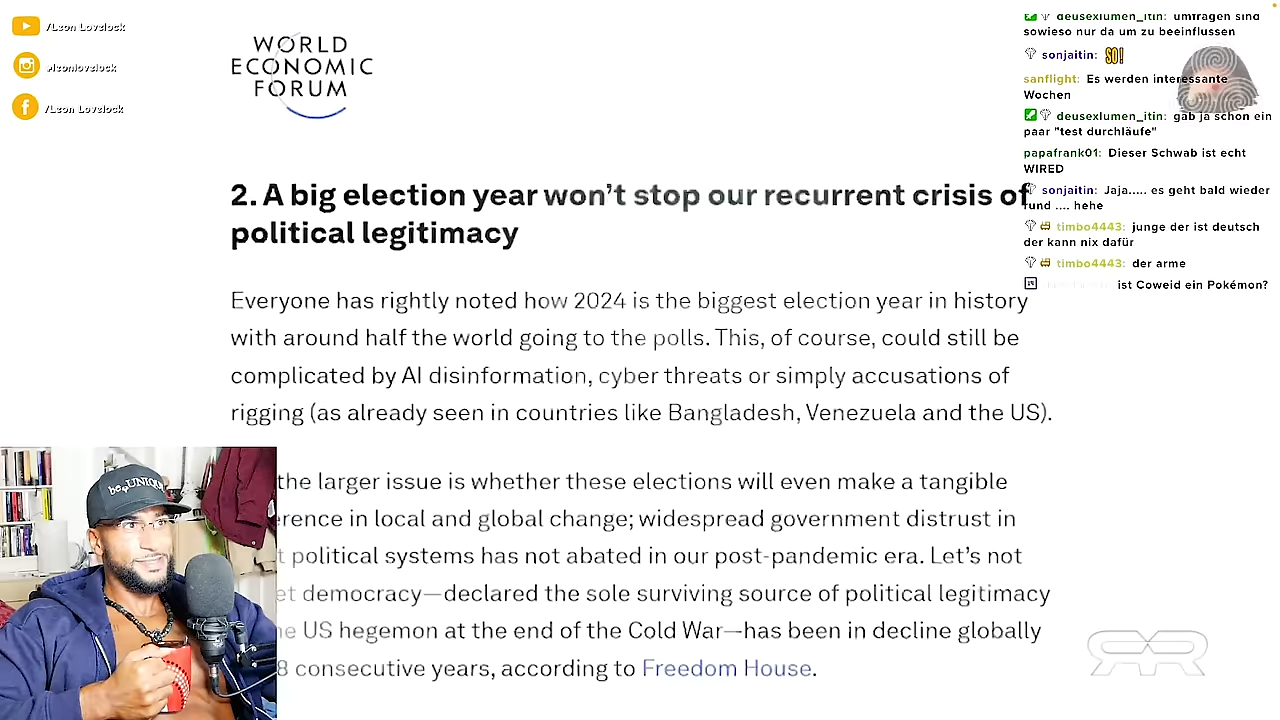 /Leon Lovelock
/Leon Lovelock
WORLD
ECONOMIC
FORUM
2. A big election year won't stop our recurrent crisis of
political legitimacy
Everyone has rightly noted how 2024 is the biggest election year in history
with around half the world going to the polls. This, of course, could still be
complicated by AI disinformation, cyber threats or simply accusations of
rigging (as already seen in countries like Bangladesh, Venezuela and the US).
the larger issue is whether these elections will even make a tangible
erence in local and global change; widespread government distrust in
t political systems has not abated in our post-pandemic era. Let's not
et democracy—declared the sole surviving source of political legitimacy
e US hegemon at the end of the Cold War—has been in decline globally
8 consecutive years, according to Freedom House.
deusexlumen_itin: umfragen sind
sowieso nur da um zu beeinflussen
sonjaitin: SO!
sanflight: Es werden interessante
Wochen
deusexlumen_itin: gab ja schon ein
paar "test durchläufe"
papafrank01: Dieser Schwab ist echt
WIRED
sonjaitin: Jaja..... es geht bald wieder
rund .... hehe
timbo4443: junge der ist deutsch
der kann nix dafür
timbo4443: der arme
ist Coweid ein Pokémon?
be UNIQUE